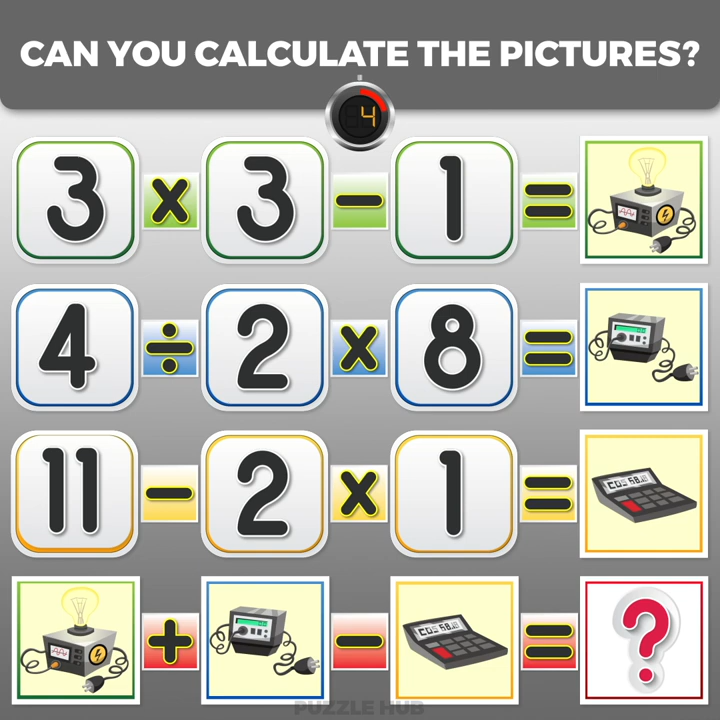 CAN YOU CALCULATE THE PICTURES?
4
3 x 3 - 1 =
4 ÷ 2 x 8 =
11 - 2 x 1 =
+ - = ?
PUZZLE HUB